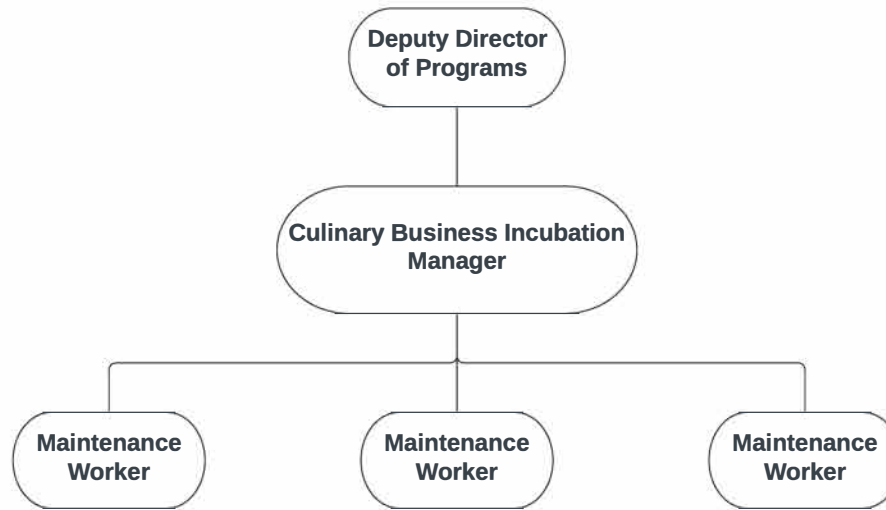 Deputy Director
of Programs
Culinary Business Incubation
Manager
Maintenance
Worker
Maintenance
Worker
Maintenance
Worker